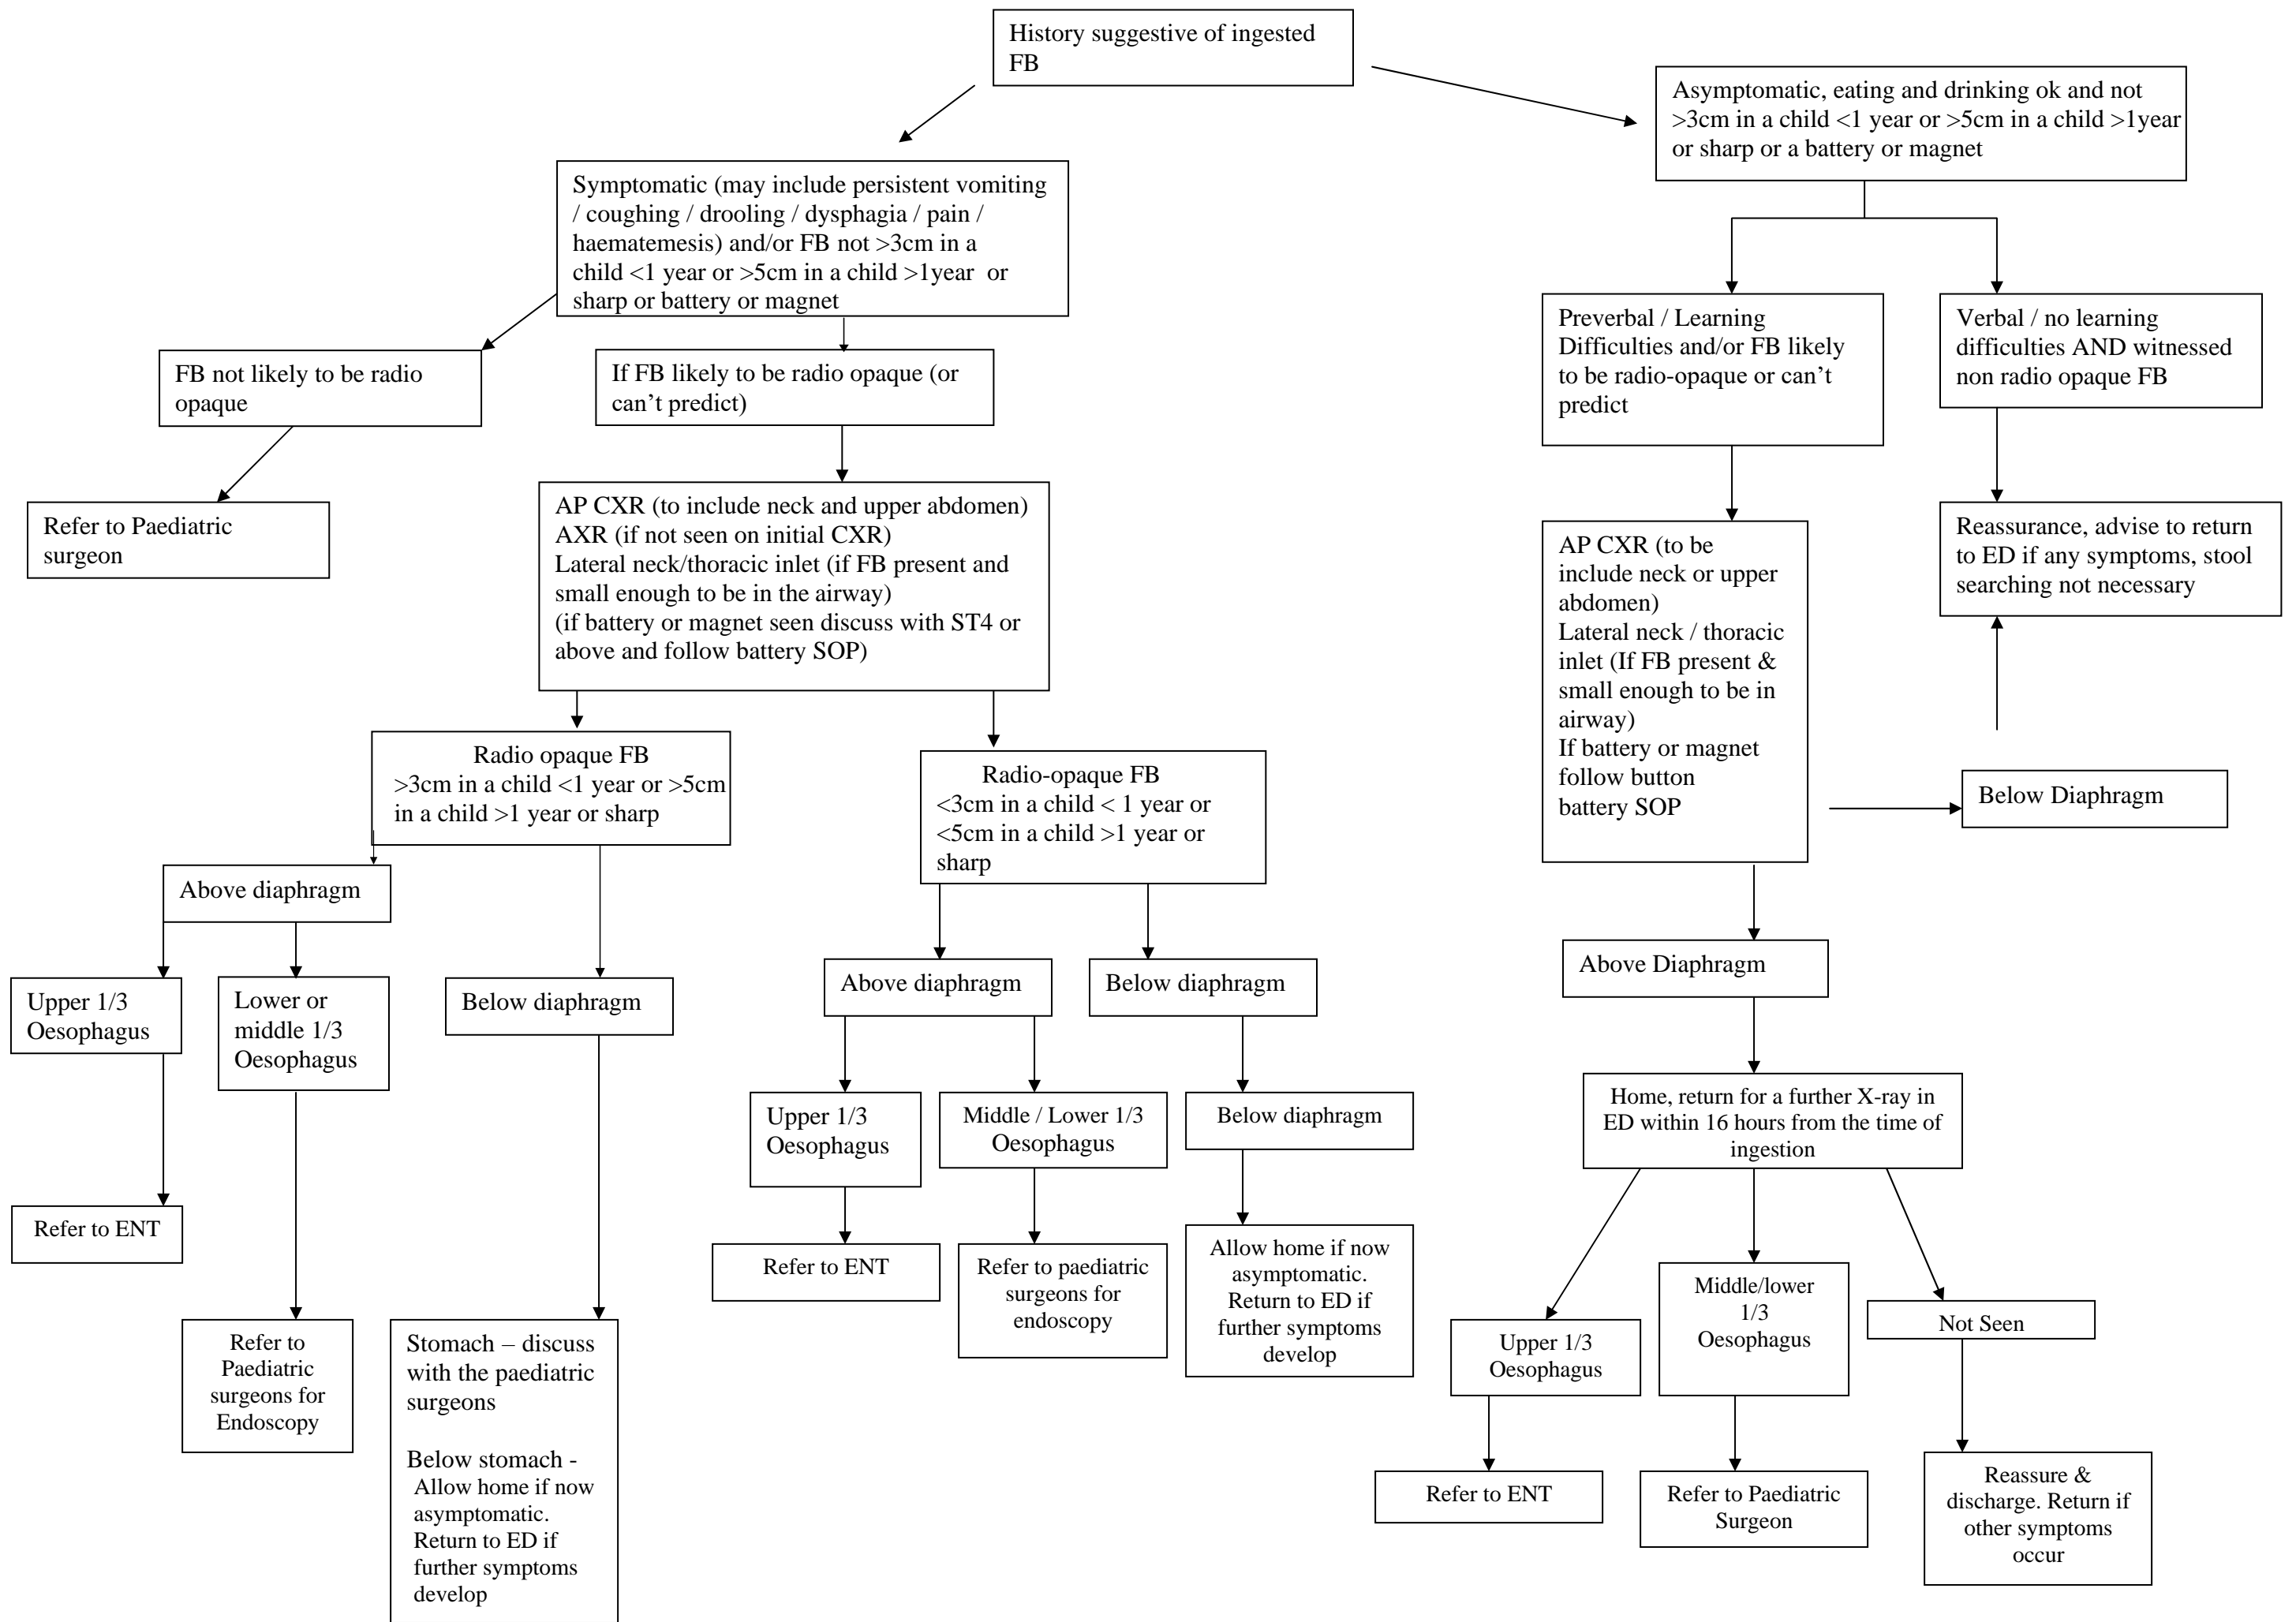 History suggestive of ingested
FB
Asymptomatic, eating and drinking ok and not
>3cm in a child <1 year or >5cm in a child >1year
or sharp or a battery or magnet
Symptomatic (may include persistent vomiting
/ coughing / drooling / dysphagia / pain /
haematemesis) and/or FB not >3cm in a
child <1 year or >5cm in a child >1year or
sharp or battery or magnet
FB not likely to be radio
opaque
If FB likely to be radio opaque (or
can’t predict)
Preverbal / Learning
Difficulties and/or FB likely
to be radio-opaque or can’t
predict
Verbal / no learning
difficulties AND witnessed
non radio opaque FB
Refer to Paediatric
surgeon
AP CXR (to include neck and upper abdomen)
AXR (if not seen on initial CXR)
Lateral neck/thoracic inlet (if FB present and
small enough to be in the airway)
(if battery or magnet seen discuss with ST4 or
above and follow battery SOP)
AP CXR (to be
include neck or upper
abdomen)
Lateral neck / thoracic
inlet (If FB present &
small enough to be in
airway)
If battery or magnet
follow button
battery SOP
Reassurance, advise to return
to ED if any symptoms, stool
searching not necessary
Radio opaque FB
>3cm in a child <1 year or >5cm
in a child >1 year or sharp
Radio-opaque FB
<3cm in a child < 1 year or
<5cm in a child >1 year or
sharp
Below Diaphragm
Above diaphragm
Above Diaphragm
Upper 1/3
Oesophagus
Lower or
middle 1/3
Oesophagus
Below diaphragm
Above diaphragm
Below diaphragm
Upper 1/3
Oesophagus
Middle / Lower 1/3
Oesophagus
Below diaphragm
Home, return for a further X-ray in
ED within 16 hours from the time of
ingestion
Refer to ENT
Refer to ENT
Refer to paediatric
surgeons for
endoscopy
Allow home if now
asymptomatic.
Return to ED if
further symptoms
develop
Refer to
Paediatric
surgeons for
Endoscopy
Stomach – discuss
with the paediatric
surgeons
Below stomach -
Allow home if now
asymptomatic.
Return to ED if
further symptoms
develop
Upper 1/3
Oesophagus
Middle/lower
1/3
Oesophagus
Not Seen
Refer to ENT
Refer to Paediatric
Surgeon
Reassure &
discharge. Return if
other symptoms
occur